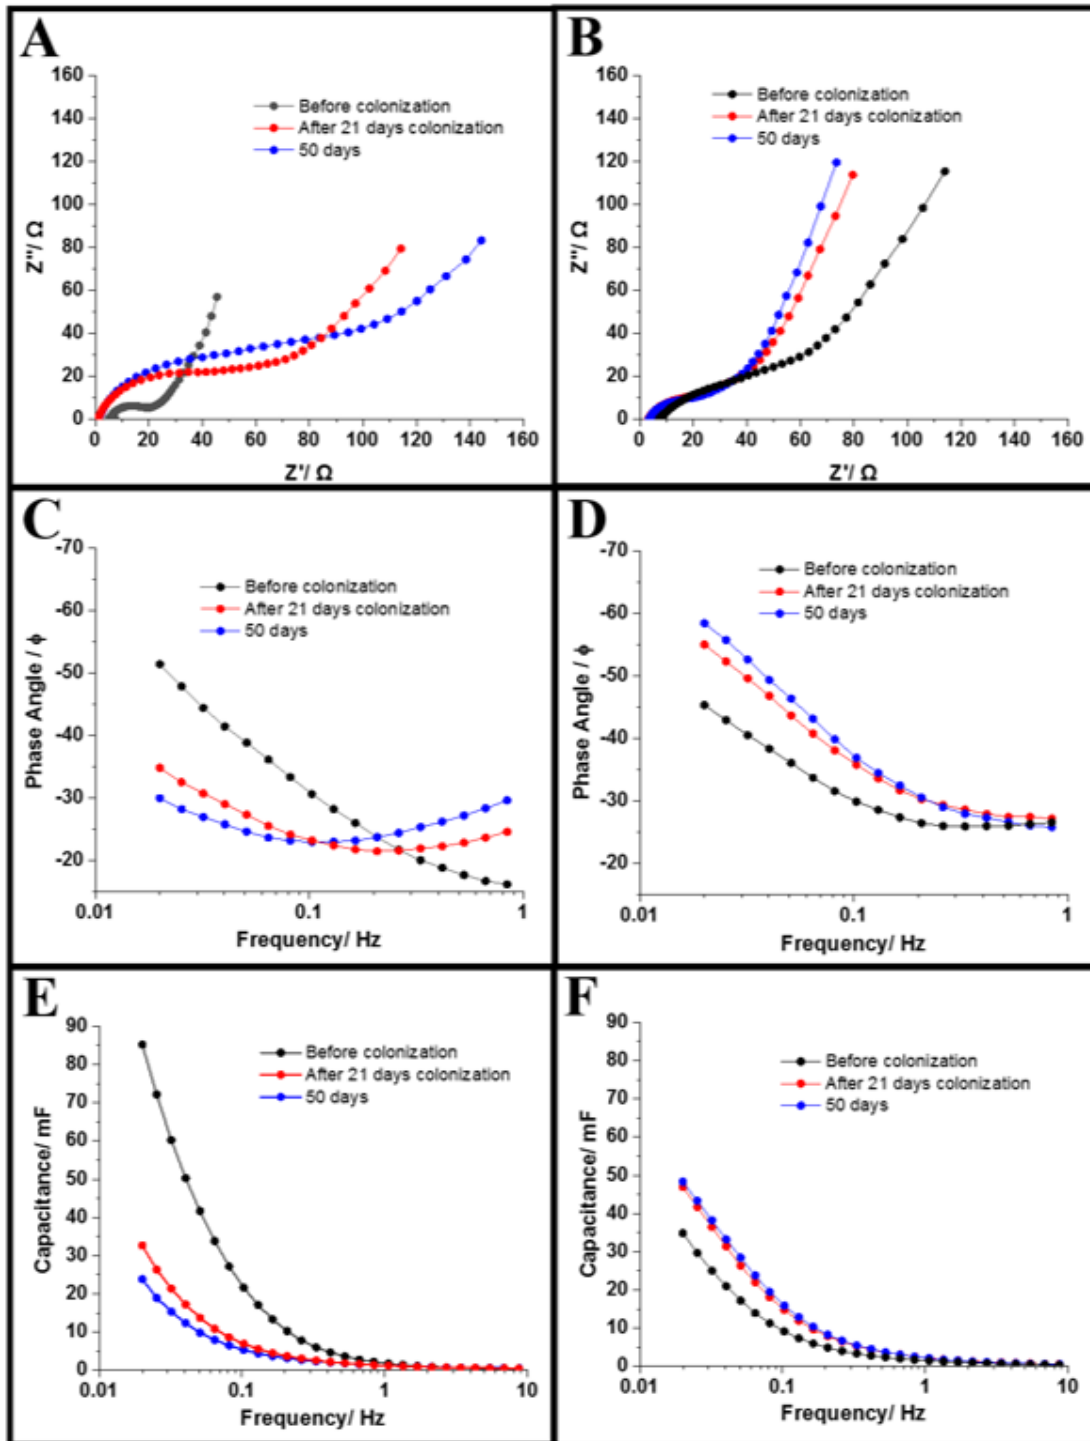 A
160
140
120
100
80
60
40
20
0
Z''/ Ω
Before colonization
After 21 days colonization
50 days
0 20 40 60 80 100 120 140 160
Z'/ Ω
B
160
140
120
100
80
60
40
20
0
Z''/ Ω
Before colonization
After 21 days colonization
50 days
0 20 40 60 80 100 120 140 160
Z'/ Ω
C
-70
-60
-50
-40
-30
-20
Phase Angle / ϕ
Before colonization
After 21 days colonization
50 days
0.01 0.1 1
Frequency/ Hz
D
-70
-60
-50
-40
-30
-20
-15
Phase Angle / ϕ
Before colonization
After 21 days colonization
50 days
0.01 0.1 1
Frequency/ Hz
E
90
80
70
60
50
40
30
20
10
0
Capacitance/ mF
Before colonization
After 21 days colonization
50 days
0.01 0.1 1 10
Frequency/ Hz
F
90
80
70
60
50
40
30
20
10
0
Capacitance/ mF
Before colonization
After 21 days colonization
50 days
0.01 0.1 1 10
Frequency/ Hz